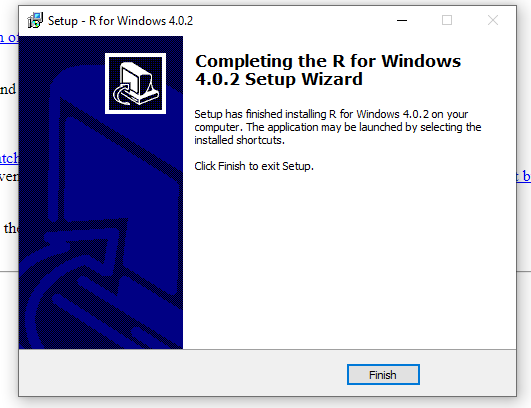 Setup - R for Windows 4.0.2
Completing the R for Windows
4.0.2 Setup Wizard
Setup has finished installing R for Windows 4.0.2 on your
computer. The application may be launched by selecting the
installed shortcuts.
Click Finish to exit Setup.
Finish